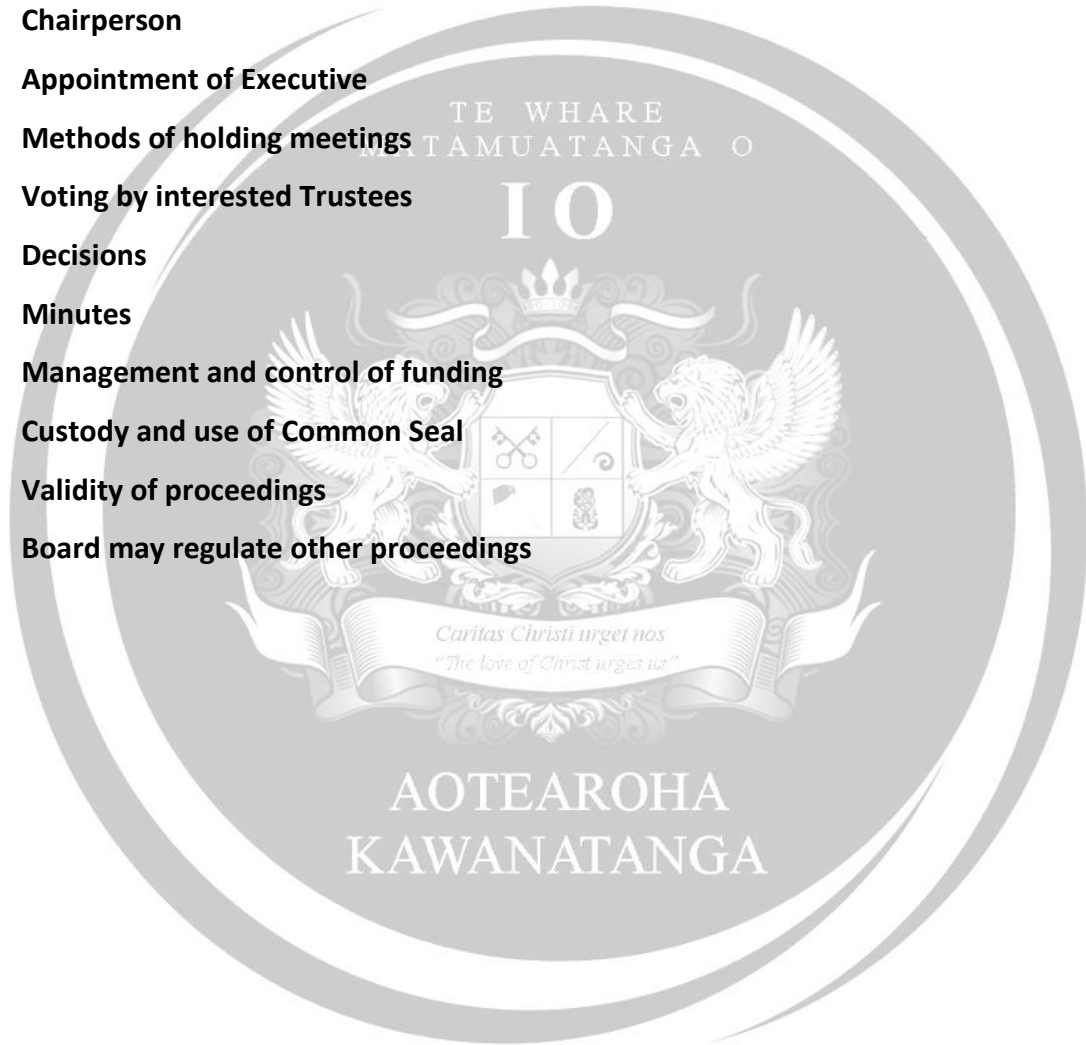 Chairperson
Appointment of Executive
TE WHARE
Methods of holding meetings
MATAMUATANGA O
Voting by interested Trustees
IO
Decisions
Minutes
Management and control of funding
Custody and use of Common Seal
Validity of proceedings
Board may regulate other proceedings
Caritas Christi urget nos
"The love of Christ urges us"
AOTEAROHA
KAWANATANGA